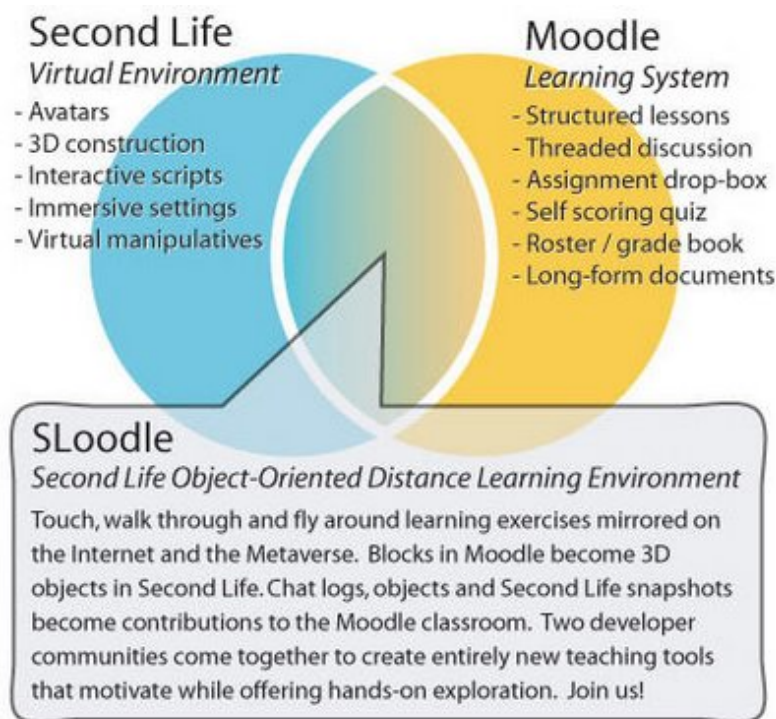 Second Life
Virtual Environment
- Avatars
- 3D construction
- Interactive scripts
- Immersive settings
- Virtual manipulatives
Moodle
Learning System
- Structured lessons
- Threaded discussion
- Assignment drop-box
- Self scoring quiz
- Roster / grade book
- Long-form documents
SLoodle
Second Life Object-Oriented Distance Learning Environment
Touch, walk through and fly around learning exercises mirrored on
the Internet and the Metaverse. Blocks in Moodle become 3D
objects in Second Life. Chat logs, objects and Second Life snapshots
become contributions to the Moodle classroom. Two developer
communities come together to create entirely new teaching tools
that motivate while offering hands-on exploration. Join us!